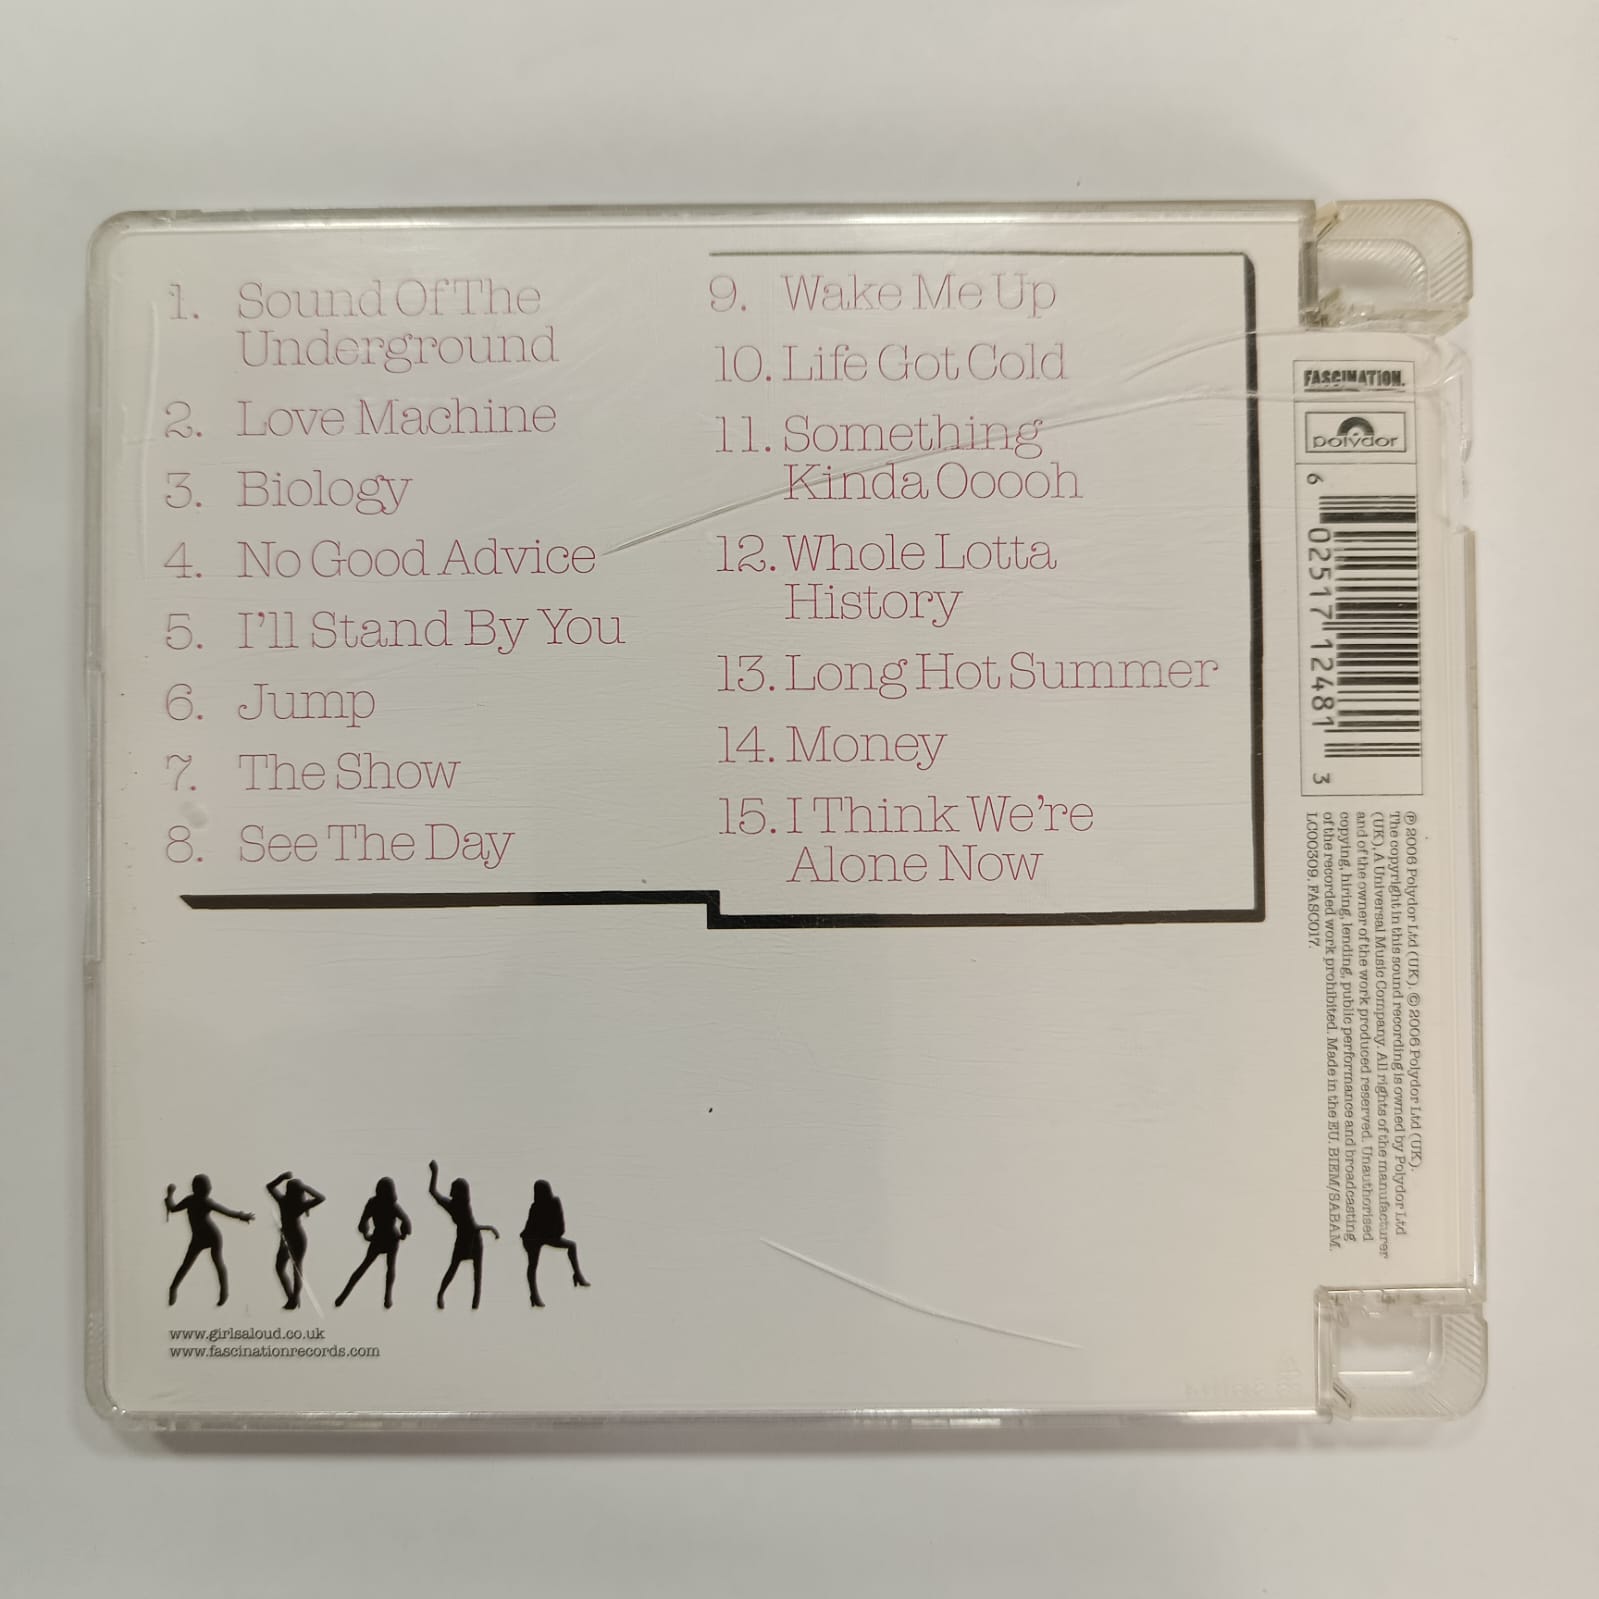 1. Sound Of The
Underground
2. Love Machine
3. Biology
4. No Good Advice
5. I'll Stand By You
6. Jump
7. The Show
8. See The Day
9. Wake Me Up
10. Life Got Cold
11. Something
Kinda Ooooh
12. Whole Lotta
History
13. Long Hot Summer
14. Money
15. I Think We're
Alone Now
www.girlsaloud.co.uk
www.fascinationrecords.com
FASCINATION.
polydor
6 02517 12481 3
℗ 2006 Polydor Ltd (UK). © 2006 Polydor Ltd (UK).
The copyright in this sound recording is owned by Polydor Ltd
(UK), A Universal Music Company. All rights of the manufacturer
and of the owner of the work produced reserved. Unauthorised
copying, hiring, lending, public performance and broadcasting
of the recorded work prohibited. Made in the EU. BIEM/SABAM.
LC00309. FASC017.